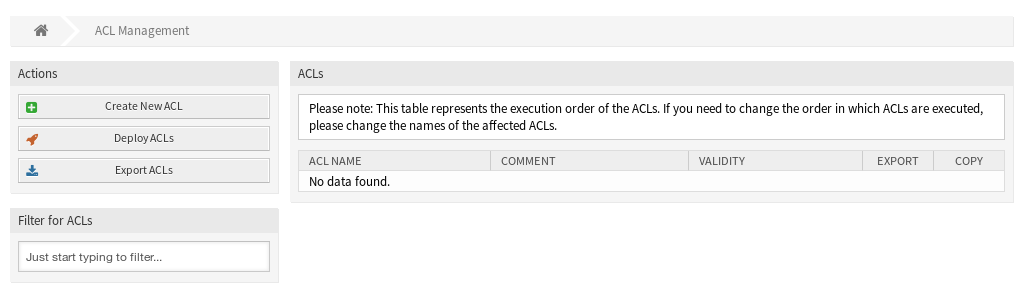 ACL Management
Actions
Create New ACL
Deploy ACLs
Export ACLs
Filter for ACLs
Just start typing to filter...
ACLs
Please note: This table represents the execution order of the ACLs. If you need to change the order in which ACLs are executed,
please change the names of the affected ACLs.
ACL NAME COMMENT VALIDITY EXPORT COPY
No data found.